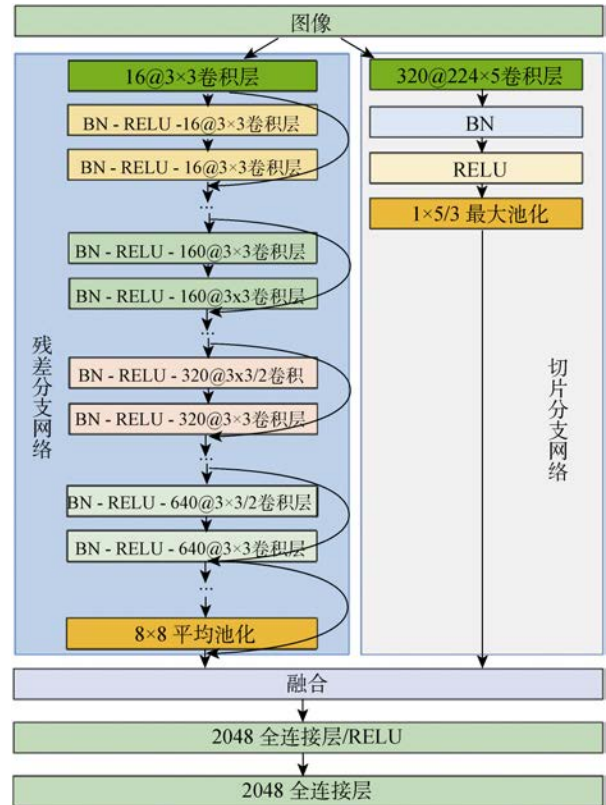 图像
16@3×3卷积层
BN - RELU -16@3×3卷积层
BN - RELU - 16@3×3卷积层
...
BN - RELU - 160@3×3卷积层
BN - RELU - 160@3x3卷积层
...
BN - RELU - 320@3x3/2卷积
BN - RELU - 320@3×3卷积层
...
BN - RELU - 640@3×3/2卷积层
BN - RELU - 640@3×3卷积层
...
8×8 平均池化
残差分支网络
320@224×5卷积层
BN
RELU
1×5/3 最大池化
切片分支网络
融合
2048 全连接层/RELU
2048 全连接层